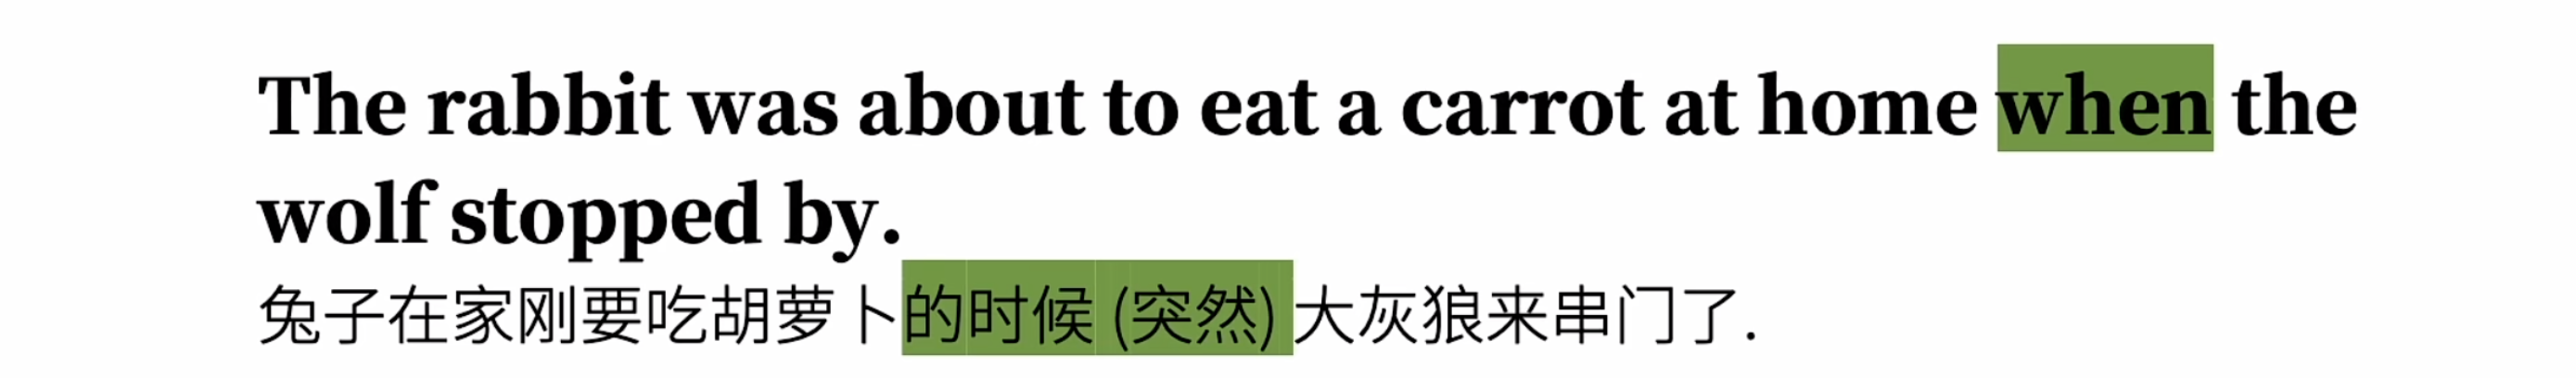 The rabbit was about to eat a carrot at home when the
wolf stopped by.
兔子在家刚要吃胡萝卜的时候 (突然) 大灰狼来串门了.